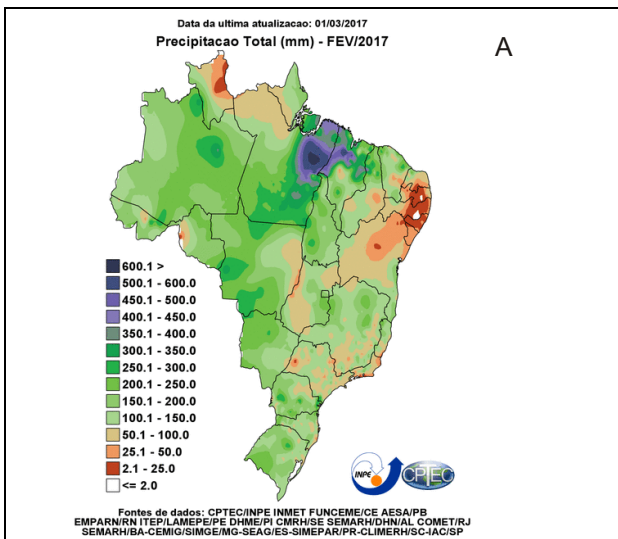 Data da ultima atualizacao: 01/03/2017
Precipitacao Total (mm) - FEV/2017
A
600.1 >
500.1 - 600.0
450.1 - 500.0
400.1 - 450.0
350.1 - 400.0
300.1 - 350.0
250.1 - 300.0
200.1 - 250.0
150.1 - 200.0
100.1 - 150.0
50.1 - 100.0
25.1 - 50.0
2.1 - 25.0
<= 2.0
INPE
CPTEC
Fontes de dados: CPTEC/INPE INMET FUNCEME/CE AESA/PB
EMPARN/RN ITEP/LAMEPE/PE DHME/PI CMRH/SE SEMARH/DHN/AL COMET/RJ
SEMARH/BA-CEMIG/SIMGE/MG-SEAG/ES-SIMEPAR/PR-CLIMERH/SC-IAC/SP